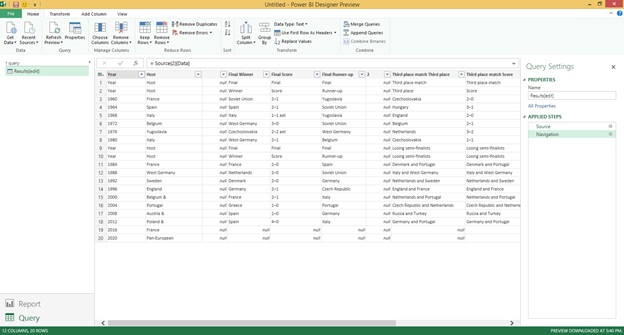 Untitled - Power BI Designer Preview
File Home Transform Add Column View
Get Data Recent Sources Refresh Preview Properties Choose Columns Remove Columns Keep Rows Remove Rows Remove Duplicates Remove Errors Split Column Group By Data Type: Text Use First Row As Headers Replace Values Merge Queries Append Queries Combine Binaries
Data Query Manage Columns Reduce Rows Transform Combine
1 query
Results[edit]
= Source{2}[Data]
Year Host Final Winner Final Score Final Runner-up 2 Third place match Third place Third place match Score
1 Year Host null Final Final Final null Third place match Third place match
2 Year Host null Winner Score Runner-up null Third place Score
3 1960 France null Soviet Union 2–1 Yugoslavia null Czechoslovakia 2–0
4 1964 Spain null Spain 2–1 Soviet Union null Hungary 3–1
5 1968 Italy null Italy 1–1 aet Yugoslavia null England 2–0
6 1972 Belgium null West Germany 3–0 Soviet Union null Belgium 2–1
7 1976 Yugoslavia null Czechoslovakia 2–2 aet West Germany null Netherlands 3–2
8 1980 Italy null West Germany 2–1 Belgium null Czechoslovakia 1–1
9 Year Host null Final Final Final null Losing semi-finalists Losing semi-finalists
10 Year Host null Winner Score Runner-up null Losing semi-finalists Losing semi-finalists
11 1984 France null France 2–0 Spain null Denmark and Portugal Denmark and Portugal
12 1988 West Germany null Netherlands 2–0 Soviet Union null Italy and West Germany Italy and West Germany
13 1992 Sweden null Denmark 2–0 Germany null Netherlands and Sweden Netherlands and Sweden
14 1996 England null Germany 2–1 Czech Republic null England and France England and France
15 2000 Belgium & null France 2–1 Italy null Netherlands and Portugal Netherlands and Portugal
16 2004 Portugal null Greece 1–0 Portugal null Czech Republic and Netherlands Czech Republic and Netherla
17 2008 Austria & null Spain 1–0 Germany null Russia and Turkey Russia and Turkey
18 2012 Poland & null Spain 4–0 Italy null Germany and Portugal Germany and Portugal
19 2016 France null null null null null null
20 2020 Pan-European null null null null null null
Query Settings
PROPERTIES
Name
Results[edit]
All Properties
APPLIED STEPS
Source
Navigation
Report
Query
12 COLUMNS, 20 ROWS PREVIEW DOWNLOADED AT 5:40 PM